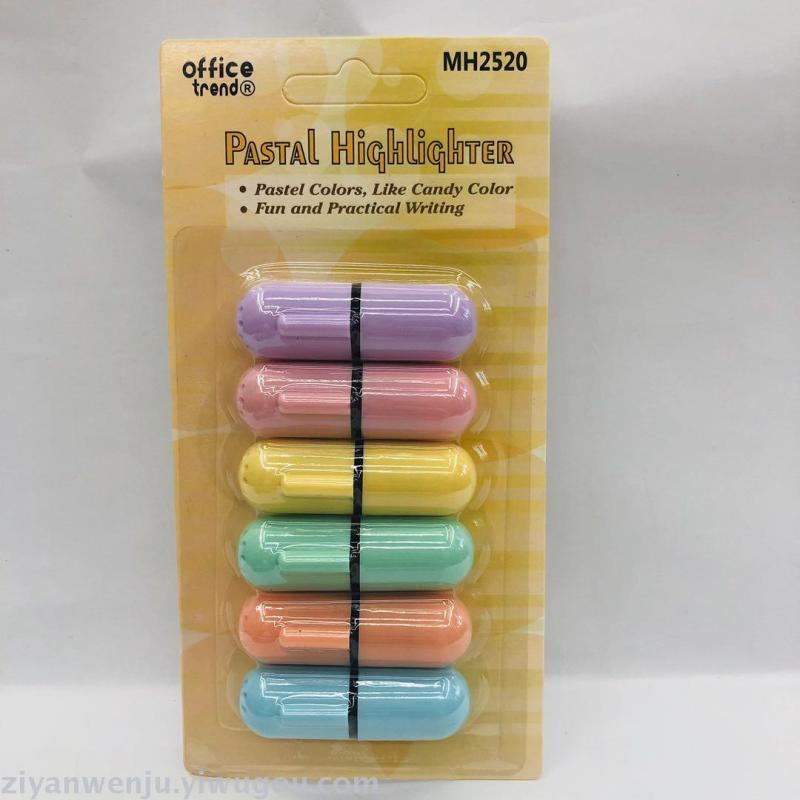 office
trend®
MH2520
Pastal Highlighter
• Pastel Colors, Like Candy Color
• Fun and Practical Writing
ziyanwenju.yiwugou.com